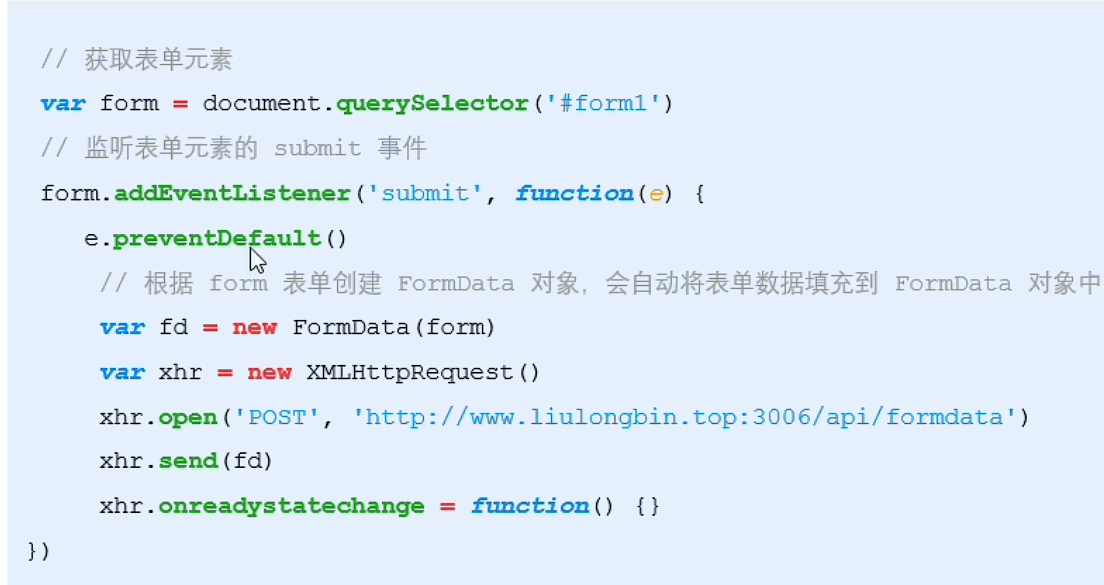 // 获取表单元素
var form = document.querySelector('#form1')
// 监听表单元素的 submit 事件
form.addEventListener('submit', function(e) {
e.preventDefault()
// 根据 form 表单创建 FormData 对象，会自动将表单数据填充到 FormData 对象中
var fd = new FormData(form)
var xhr = new XMLHttpRequest()
xhr.open('POST', 'http://www.liulongbin.top:3006/api/formdata')
xhr.send(fd)
xhr.onreadystatechange = function() {}
})